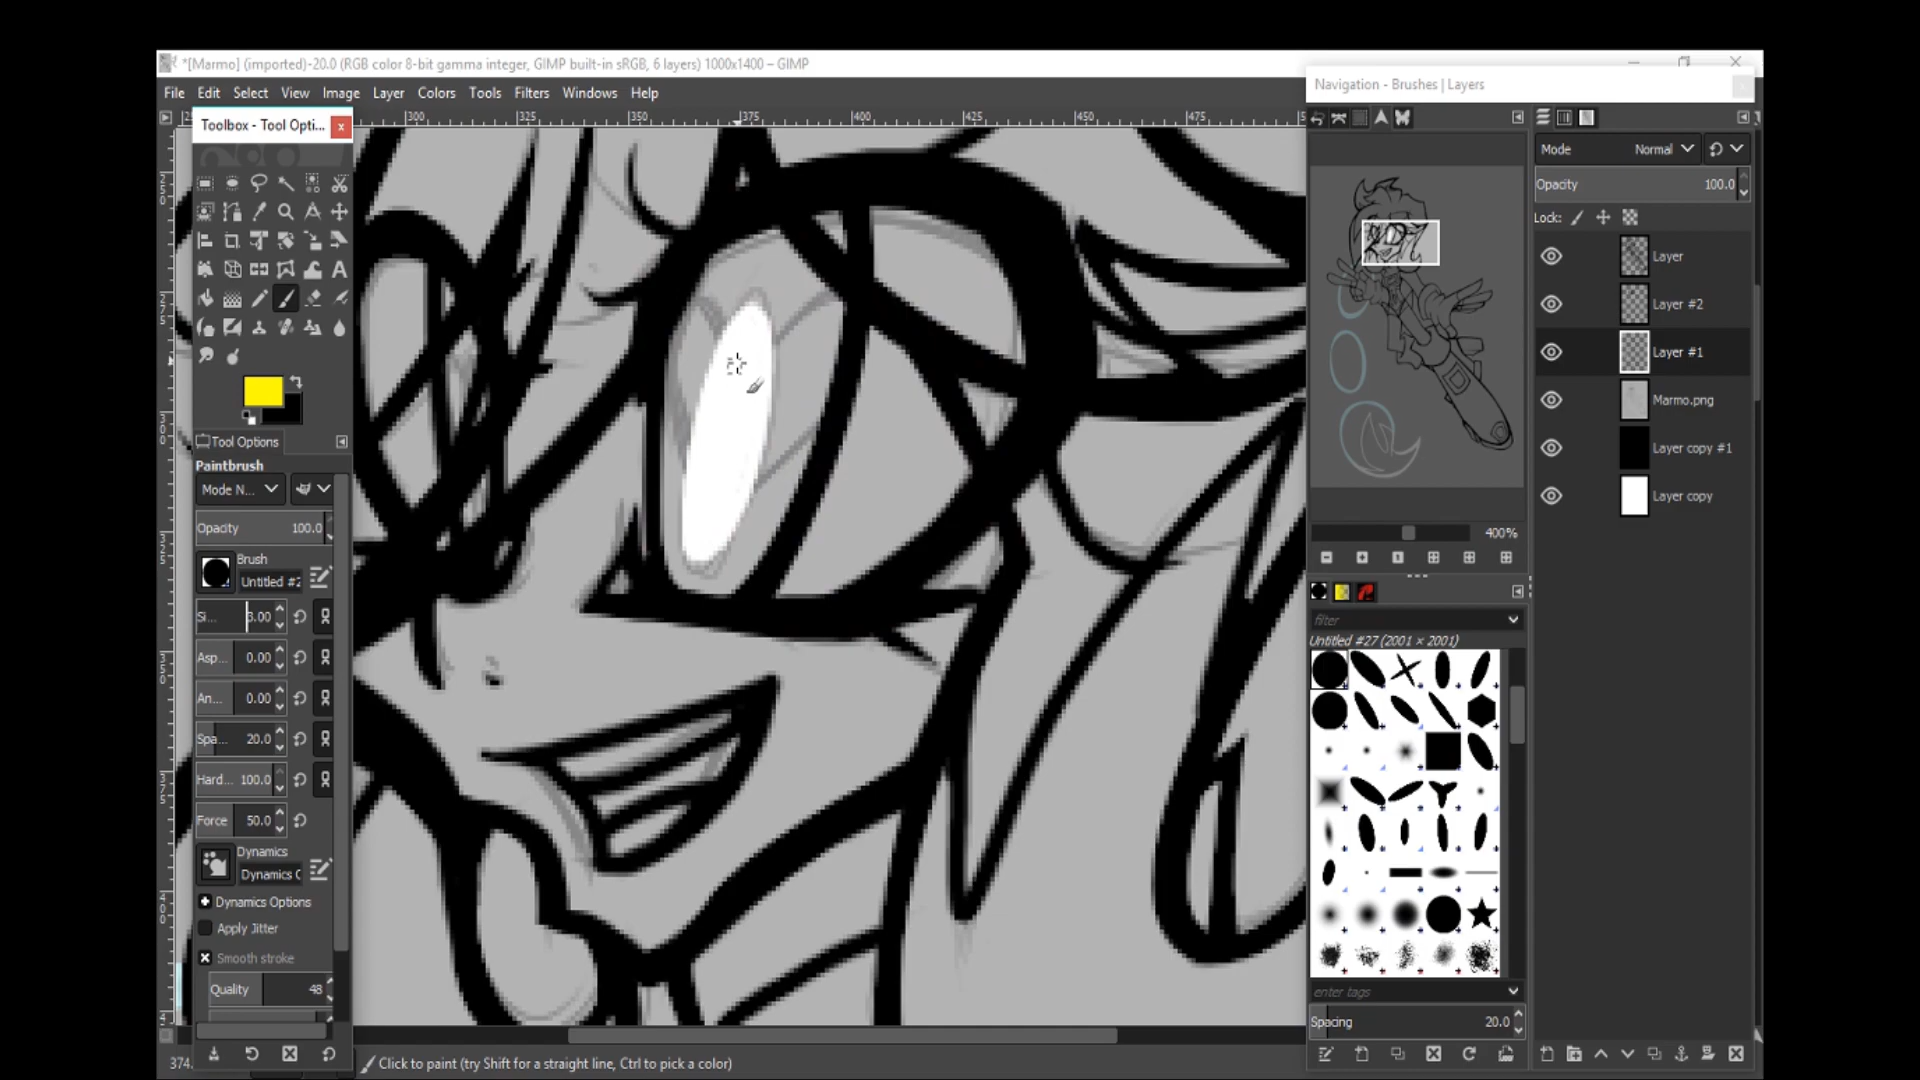 *[Marmo] (imported)-20.0 (RGB color 8-bit gamma integer, GIMP built-in sRGB, 6 layers) 1000x1400 – GIMP
File Edit Select View Image Layer Colors Tools Filters Windows Help
Toolbox - Tool Opti...
300 325 350 375 400 425 450 475
Tool Options
Paintbrush
Mode N...
Opacity 100.0
Brush
Untitled #2
Si... 8.00
Asp... 0.00
An... 0.00
Spa... 20.0
Hard... 100.0
Force 50.0
Dynamics
Dynamics
Dynamics Options
Apply Jitter
Smooth stroke
Quality 48
374.
Click to paint (try Shift for a straight line, Ctrl to pick a color)
Navigation - Brushes | Layers
400%
filter
Untitled #27 (2001 × 2001)
enter tags
Spacing 20.0
Mode Normal
Opacity 100.0
Lock:
Layer
Layer #2
Layer #1
Marmo.png
Layer copy #1
Layer copy